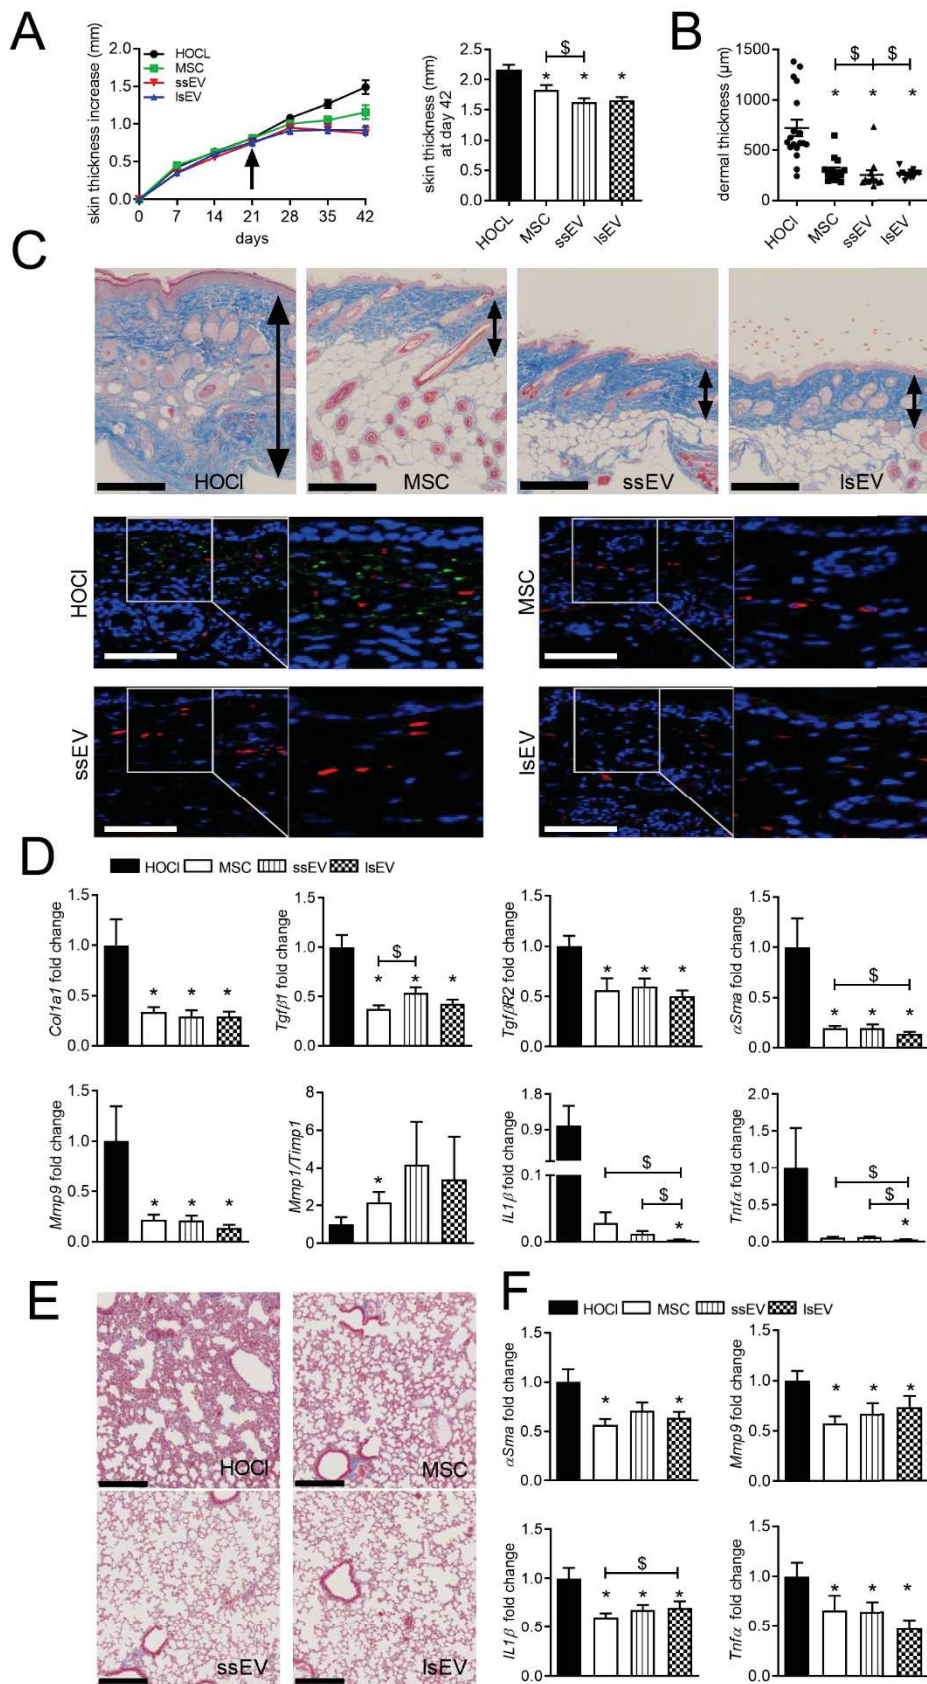 A
B
skin thickness increase (mm)
2.0
1.5
1.0
0.5
0.0
0 7 14 21 28 35 42
days
HOCL
MSC
ssEV
lsEV
skin thickness (mm)
at day 42
2.5
2.0
1.5
1.0
0.5
0.0
$
* * *
HOCL MSC ssEV lsEV
dermal thickness (µm)
1500
1000
500
0
$ $
* * *
HOCl MSC ssEV lsEV
C
HOCl MSC ssEV lsEV
HOCl MSC
ssEV lsEV
D
HOCl MSC ssEV lsEV
Col1a1 fold change
1.5
1.0
0.5
0.0
* * *
Tgfβ1 fold change
1.5
1.0
0.5
0.0
$
* * *
TgfβR2 fold change
1.5
1.0
0.5
0.0
* * *
αSma fold change
1.5
1.0
0.5
0.0
$
* * *
Mmp9 fold change
1.5
1.0
0.5
0.0
* * *
Mmp1/Timp1
8
6
4
2
0
*
IL1β fold change
1.8
0.9
0.1
0.0
$
$
*
Tnfα fold change
2.0
1.5
1.0
0.5
0.0
$
$
*
E
HOCl MSC
ssEV lsEV
F
HOCl MSC ssEV lsEV
αSma fold change
1.5
1.0
0.5
0.0
* *
Mmp9 fold change
1.5
1.0
0.5
0.0
* * *
IL1β fold change
1.5
1.0
0.5
0.0
$
* * *
Tnfα fold change
1.5
1.0
0.5
0.0
* * *